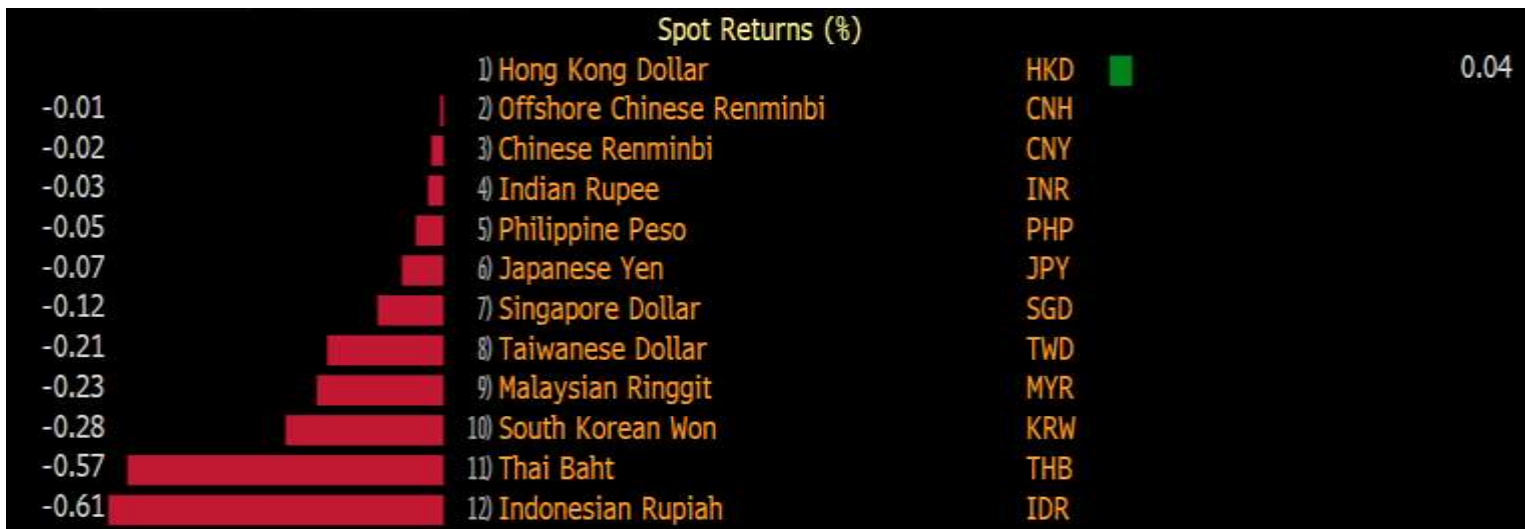 Spot Returns (%)
1) Hong Kong Dollar HKD 0.04
-0.01 2) Offshore Chinese Renminbi CNH
-0.02 3) Chinese Renminbi CNY
-0.03 4) Indian Rupee INR
-0.05 5) Philippine Peso PHP
-0.07 6) Japanese Yen JPY
-0.12 7) Singapore Dollar SGD
-0.21 8) Taiwanese Dollar TWD
-0.23 9) Malaysian Ringgit MYR
-0.28 10) South Korean Won KRW
-0.57 11) Thai Baht THB
-0.61 12) Indonesian Rupiah IDR